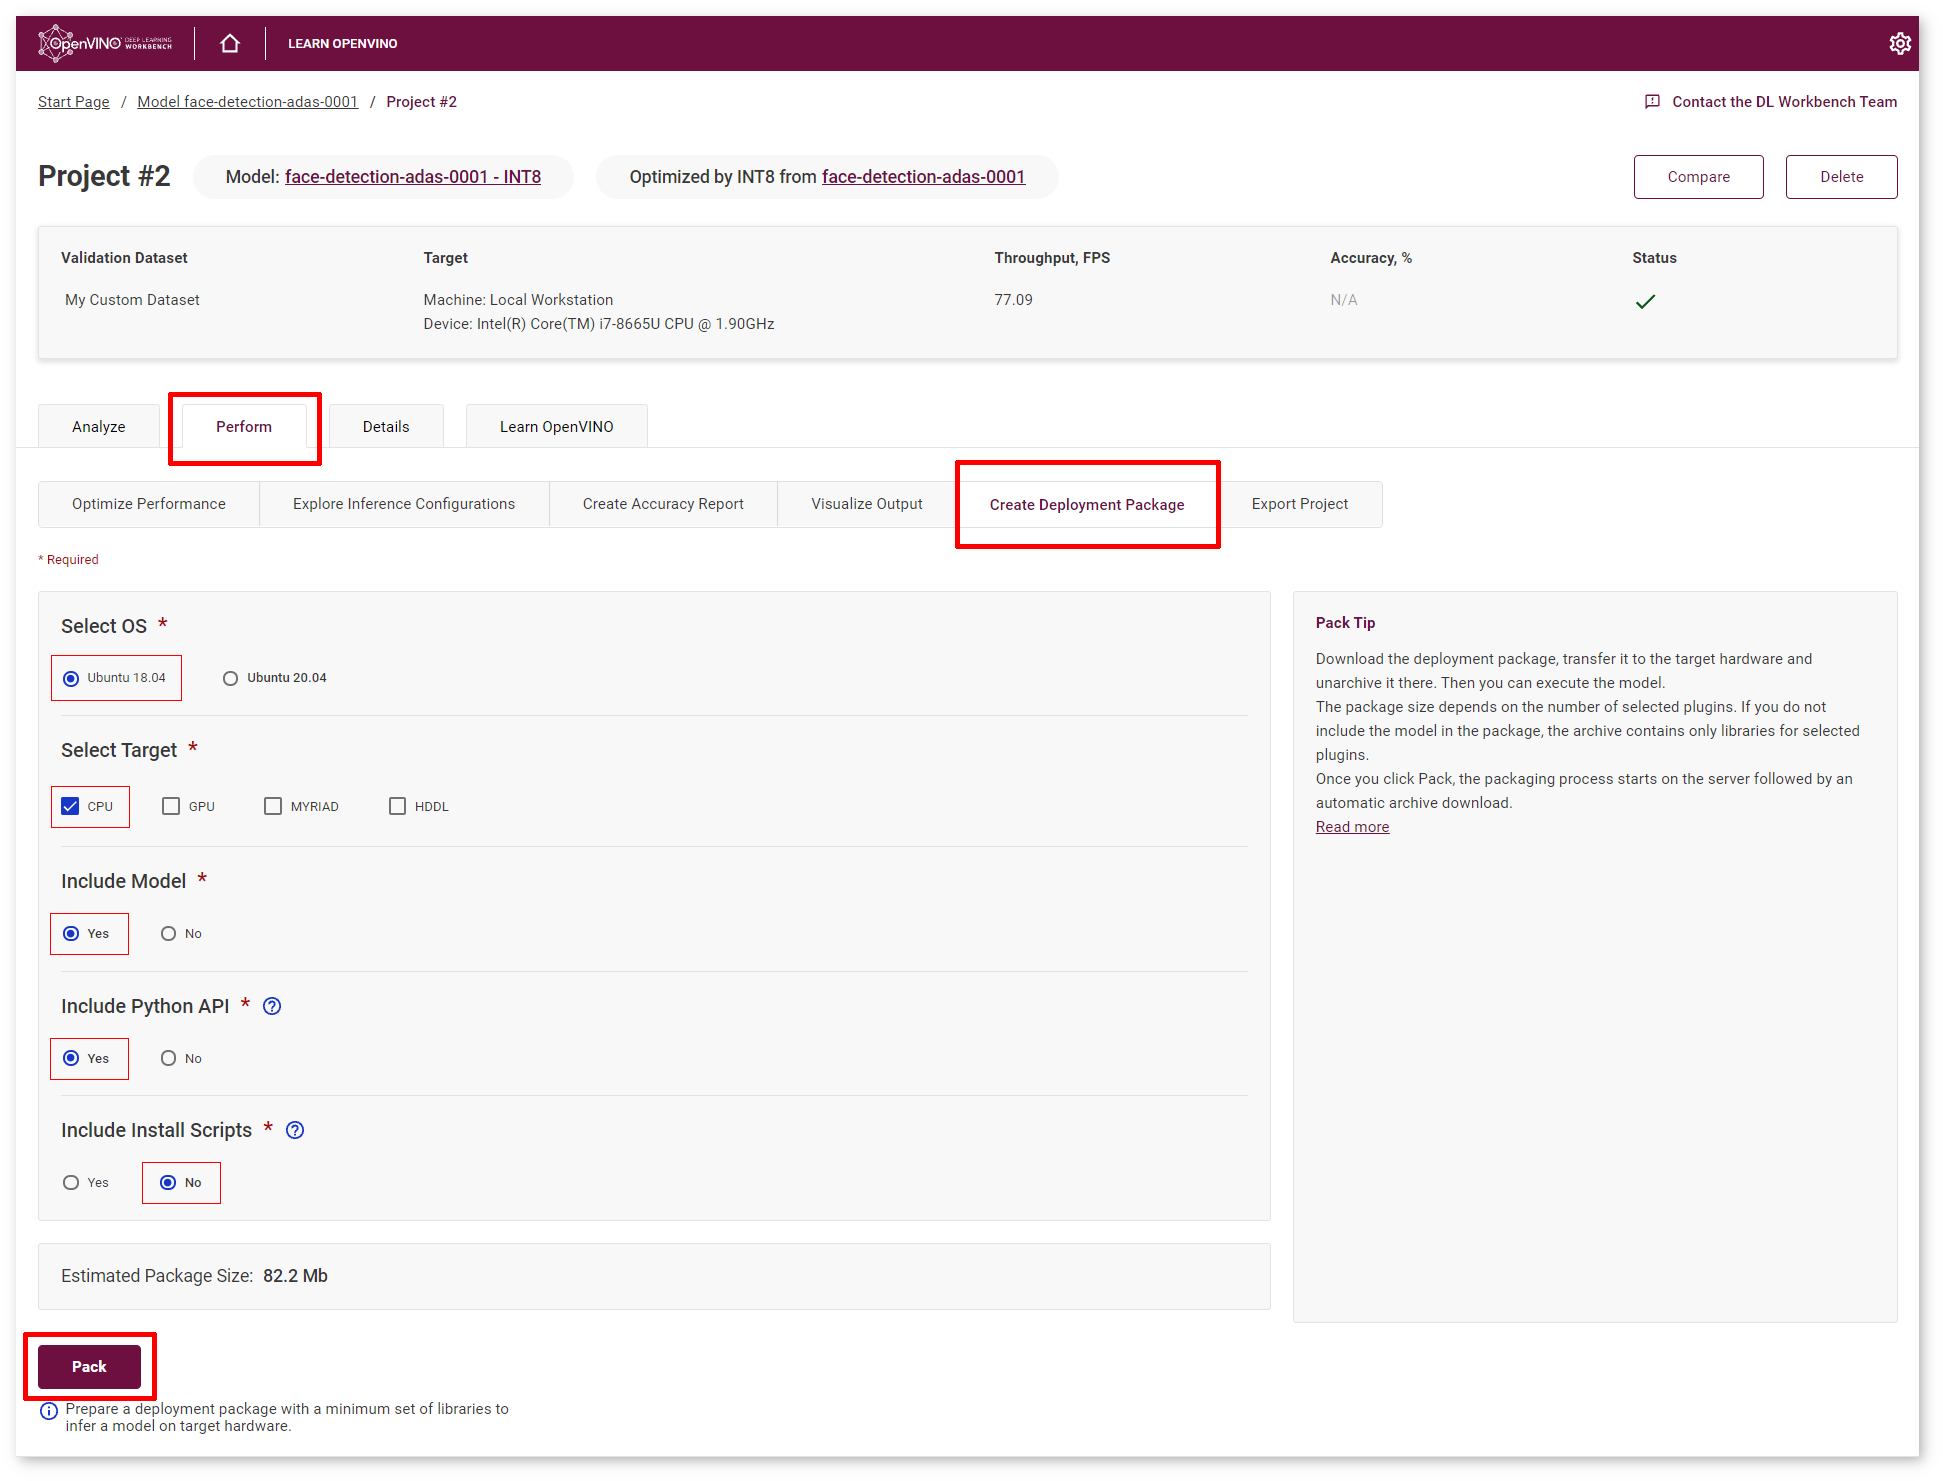 OpenVINO® DEEP LEARNING WORKBENCH
LEARN OPENVINO
Start Page / Model face-detection-adas-0001 / Project #2
Contact the DL Workbench Team
Project #2
Model: face-detection-adas-0001 - INT8
Optimized by INT8 from face-detection-adas-0001
Compare
Delete
Validation Dataset
Target
Throughput, FPS
Accuracy, %
Status
My Custom Dataset
Machine: Local Workstation
Device: Intel(R) Core(TM) i7-8665U CPU @ 1.90GHz
77.09
N/A
Analyze
Perform
Details
Learn OpenVINO
Optimize Performance
Explore Inference Configurations
Create Accuracy Report
Visualize Output
Create Deployment Package
Export Project
* Required
Select OS *
Ubuntu 18.04
Ubuntu 20.04
Select Target *
CPU
GPU
MYRIAD
HDDL
Include Model *
Yes
No
Include Python API * ?
Yes
No
Include Install Scripts * ?
Yes
No
Estimated Package Size: 82.2 Mb
Pack
Prepare a deployment package with a minimum set of libraries to
infer a model on target hardware.
Pack Tip
Download the deployment package, transfer it to the target hardware and
unarchive it there. Then you can execute the model.
The package size depends on the number of selected plugins. If you do not
include the model in the package, the archive contains only libraries for selected
plugins.
Once you click Pack, the packaging process starts on the server followed by an
automatic archive download.
Read more